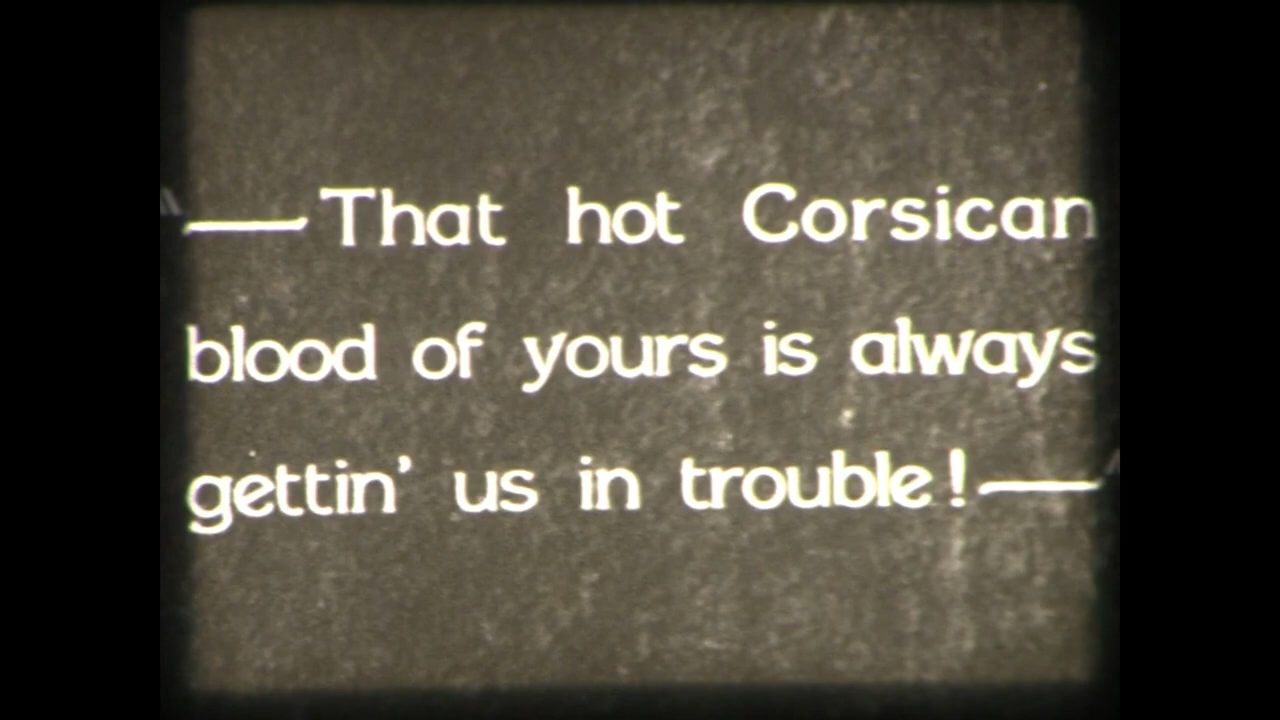 "—That hot Corsican
blood of yours is always
gettin’ us in trouble!—"